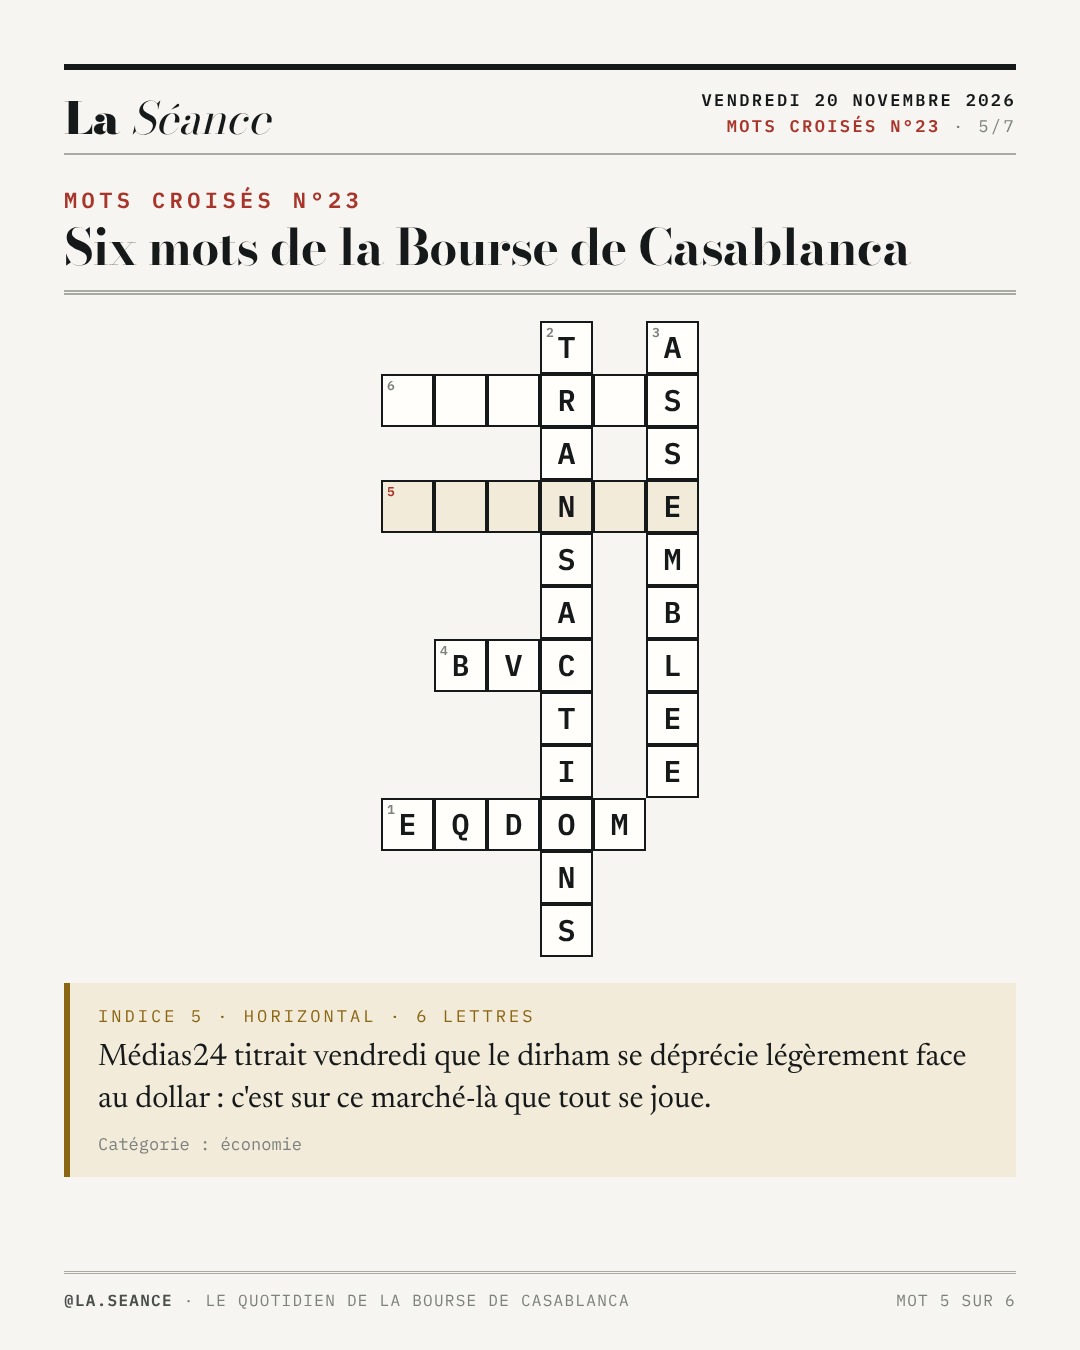 La Séance
VENDREDI 20 NOVEMBRE 2026
MOTS CROISÉS N°23 · 5/7
MOTS CROISÉS N°23
Six mots de la Bourse de Casablanca
2 T 3 A
6 R S
A S
5 N E
S M
A B
4 B V C L
T E
I E
1 E Q D O M
N
S
INDICE 5 · HORIZONTAL · 6 LETTRES
Médias24 titrait vendredi que le dirham se déprécie légèrement face
au dollar : c'est sur ce marché-là que tout se joue.
Catégorie : économie
@LA.SEANCE · LE QUOTIDIEN DE LA BOURSE DE CASABLANCA
MOT 5 SUR 6